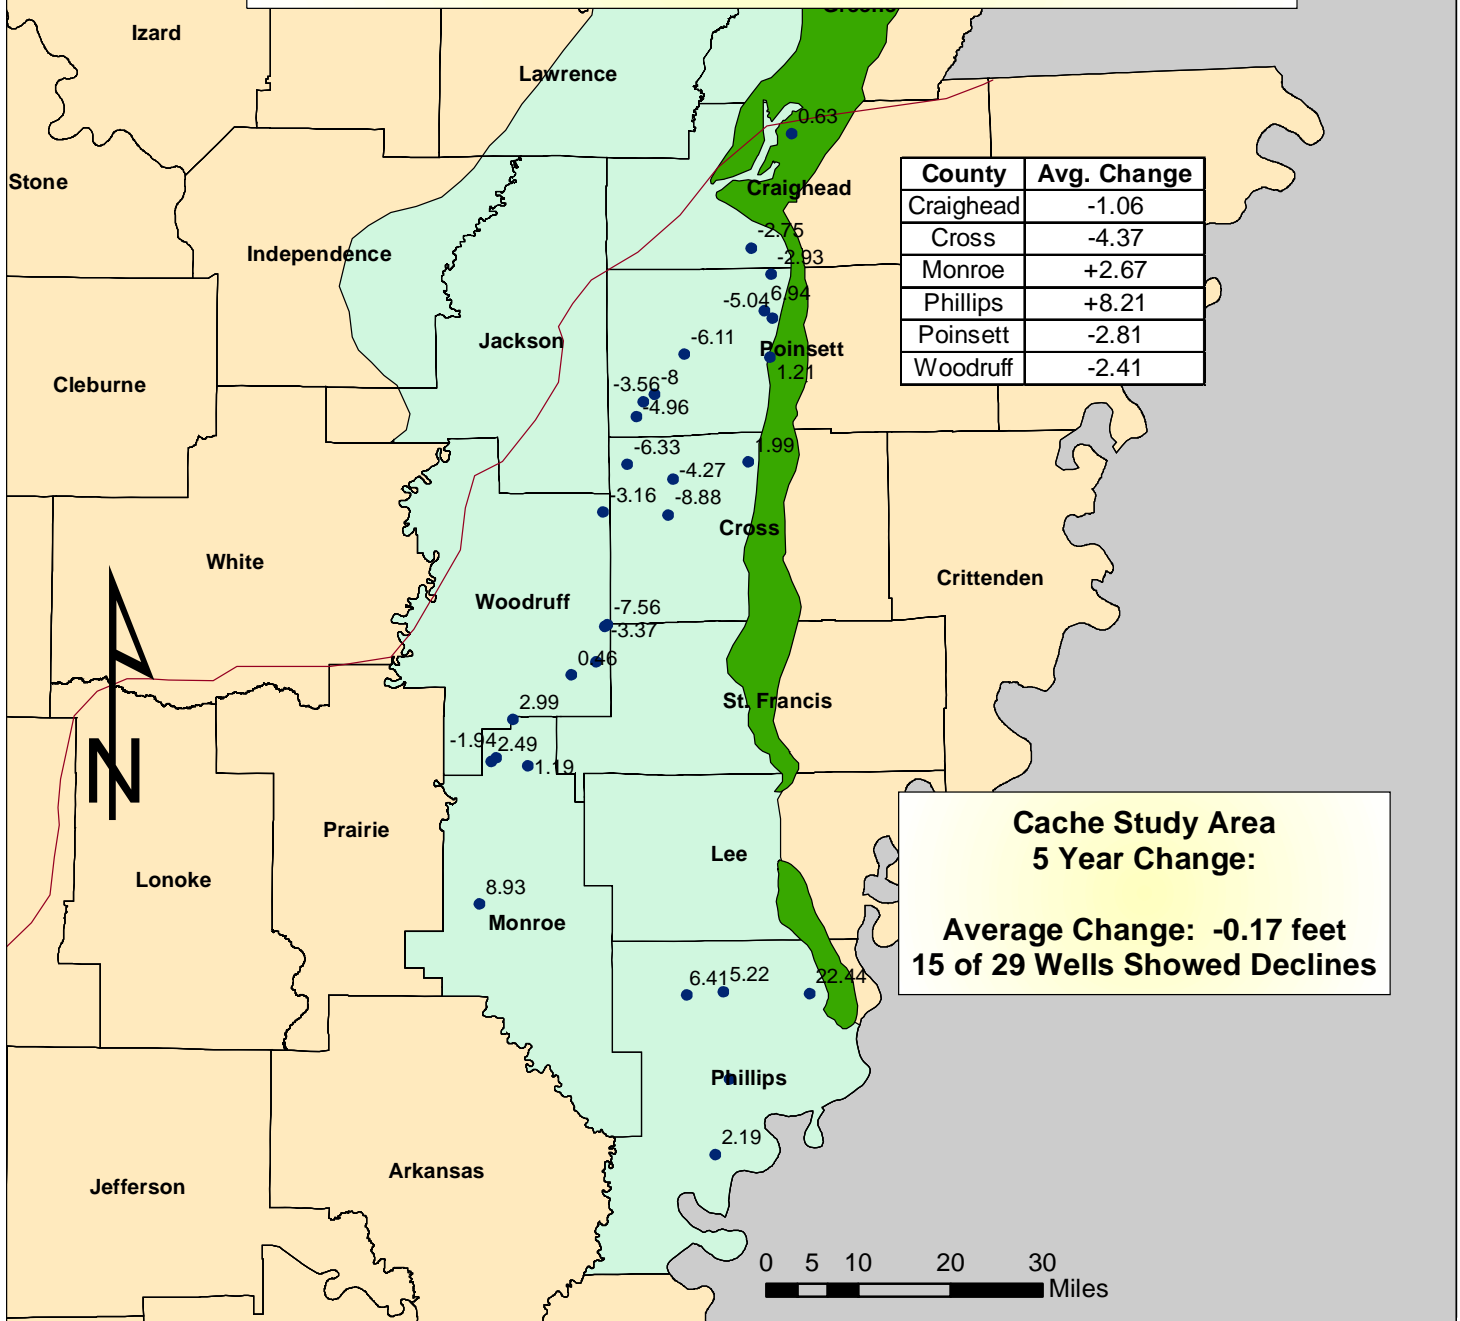 Greene
Izard
Lawrence
0.63
Stone
Craighead
County Avg. Change
Craighead -1.06
Cross -4.37
Monroe +2.67
Phillips +8.21
Poinsett -2.81
Woodruff -2.41
Independence
-2.75
-2.93
-5.04
6.94
Jackson
-6.11
Poinsett
1.21
Cleburne
-3.56
-8
-4.96
-6.33
1.99
-4.27
-3.16
-8.88
Cross
White
Crittenden
Woodruff
-7.56
-3.37
0.46
2.99
St. Francis
-1.94
2.49
1.19
N
Prairie
Lonoke
Lee
Cache Study Area
5 Year Change:
Average Change: -0.17 feet
15 of 29 Wells Showed Declines
8.93
Monroe
6.41
5.22
22.44
Phillips
2.19
Arkansas
Jefferson
0 5 10 20 30
Miles